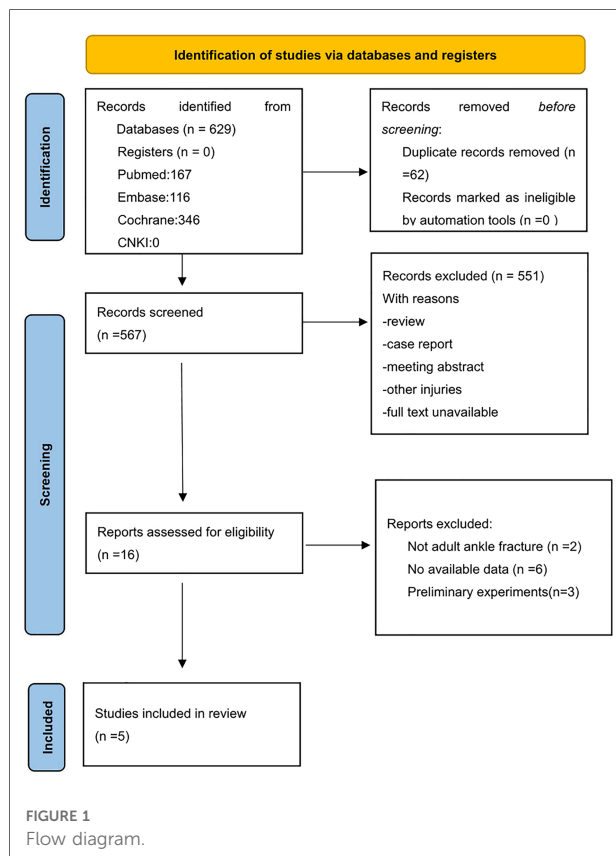 Identification of studies via databases and registers
Identification
Records identified from
Databases (n = 629)
Registers (n = 0)
Pubmed:167
Embase:116
Cochrane:346
CNKI:0
Records removed before
screening:
Duplicate records removed (n
=62)
Records marked as ineligible
by automation tools (n =0 )
Screening
Records screened
(n =567)
Records excluded (n = 551)
With reasons
-review
-case report
-meeting abstract
-other injuries
-full text unavailable
Reports assessed for eligibility
(n =16)
Reports excluded:
Not adult ankle fracture (n =2)
No available data (n =6)
Preliminary experiments(n=3)
Included
Studies included in review
(n =5)
FIGURE 1
Flow diagram.